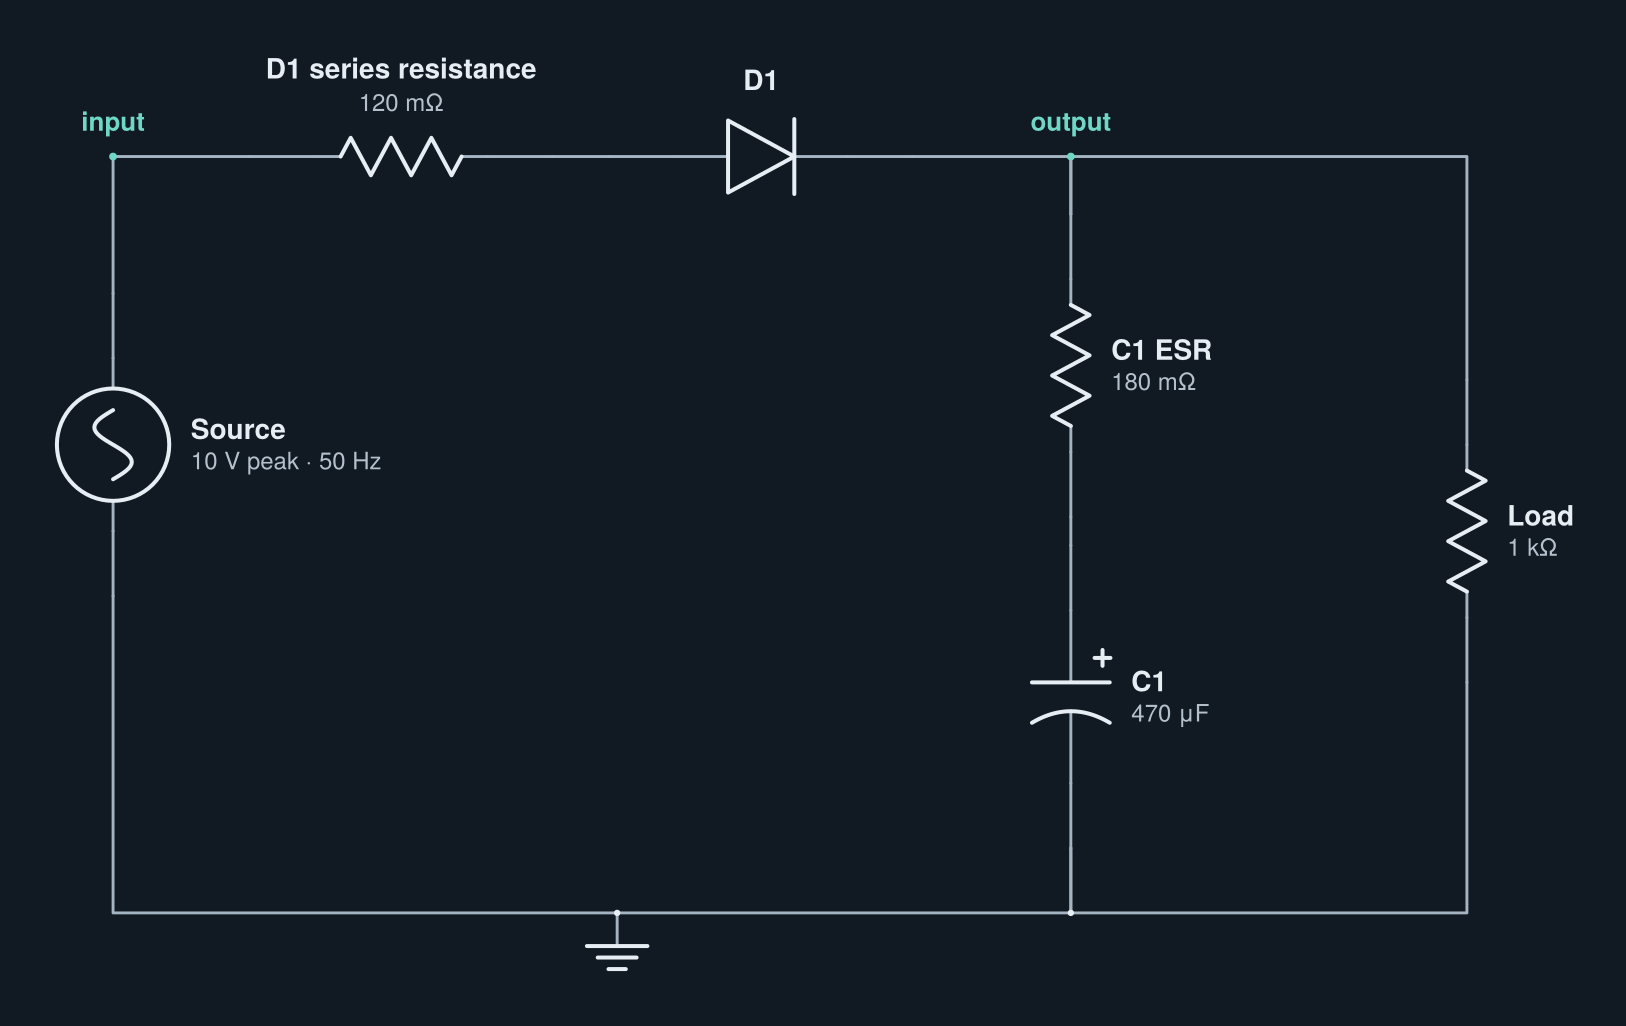 D1 series resistance
120 mΩ
D1
input
output
C1 ESR
180 mΩ
Source
10 V peak · 50 Hz
Load
1 kΩ
+
C1
470 µF